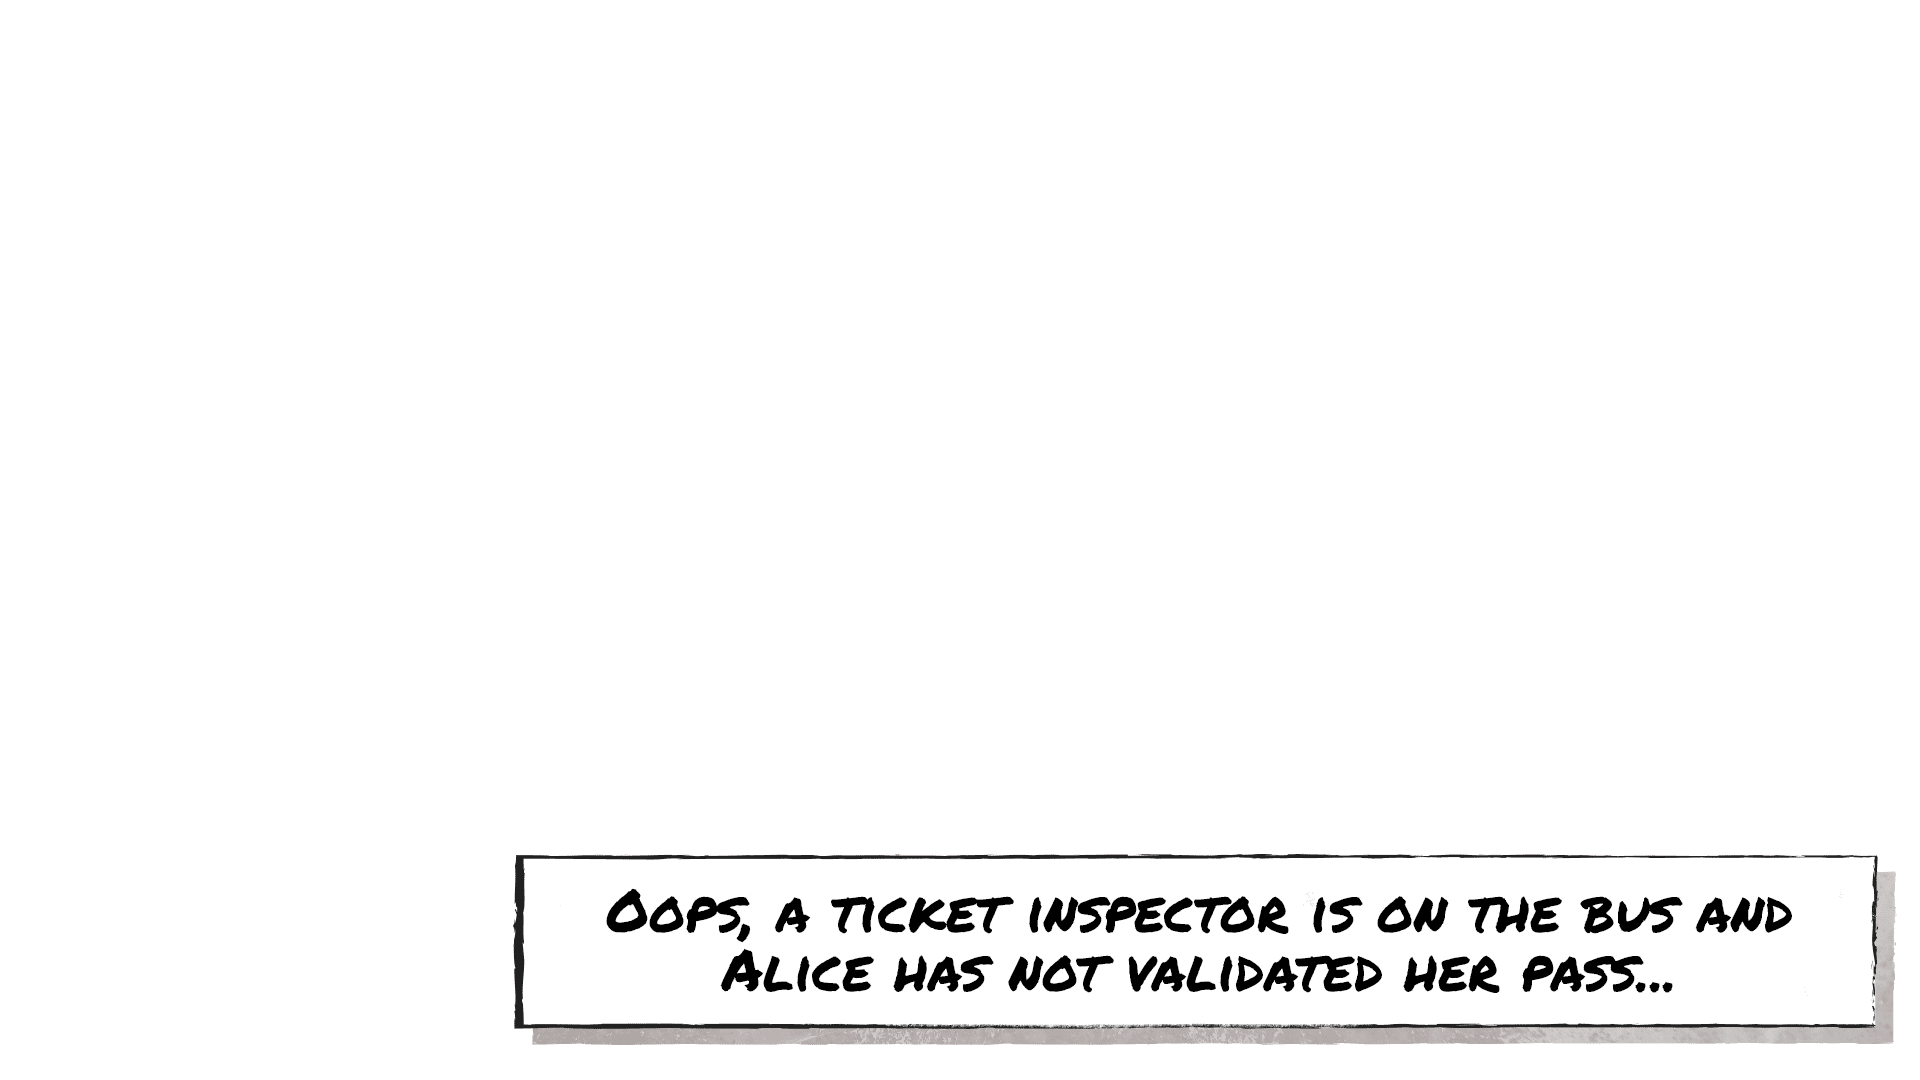 Oops, a ticket inspector is on the bus and
Alice has not validated her pass...